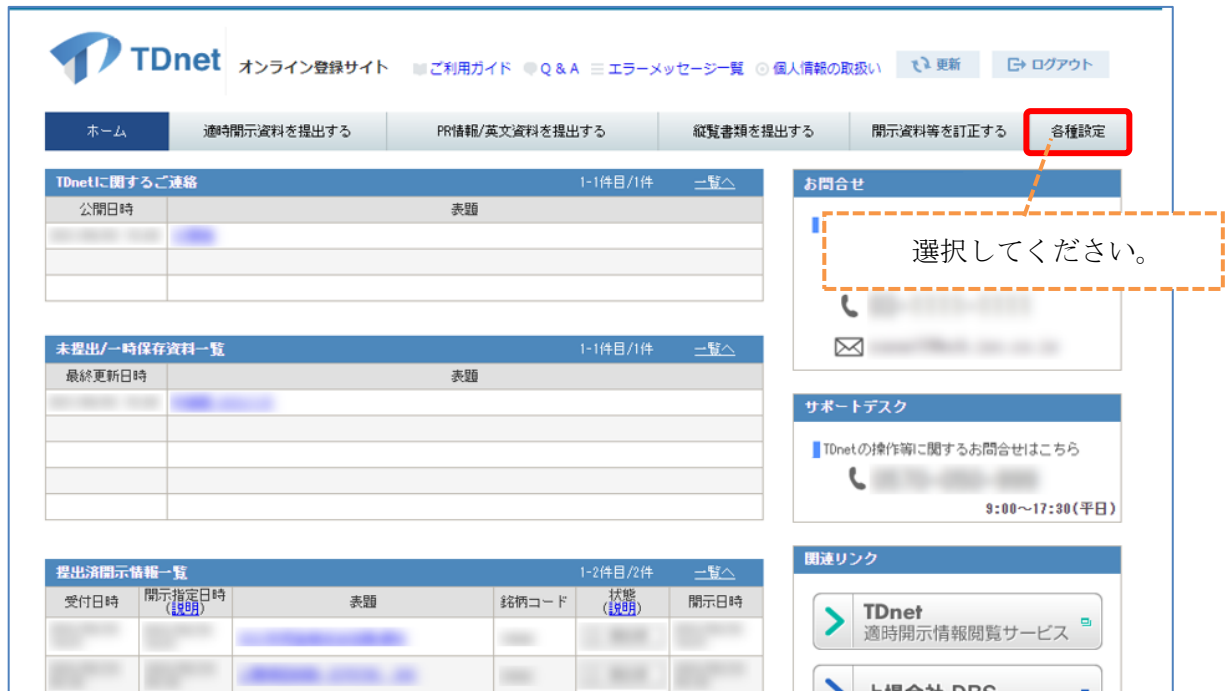 TDnet オンライン登録サイト ご利用ガイド Q & A エラーメッセージ一覧 個人情報の取扱い 更新 ログアウト
ホーム 適時開示資料を提出する PR情報/英文資料を提出する 縦覧書類を提出する 開示資料等を訂正する 各種設定
TDnetに関するご連絡 1-1件目/1件 一覧へ
公開日時 表題
お問合せ
選択してください。
未提出/一時保存資料一覧 1-1件目/1件 一覧へ
最終更新日時 表題
サポートデスク
TDnetの操作等に関するお問合せはこちら
9:00～17:30(平日)
提出済開示情報一覧 1-2件目/2件 一覧へ
受付日時 開示指定日時 (説明) 表題 銘柄コード 状態 (説明) 開示日時
関連リンク
TDnet
適時開示情報閲覧サービス
上場会社 DBS